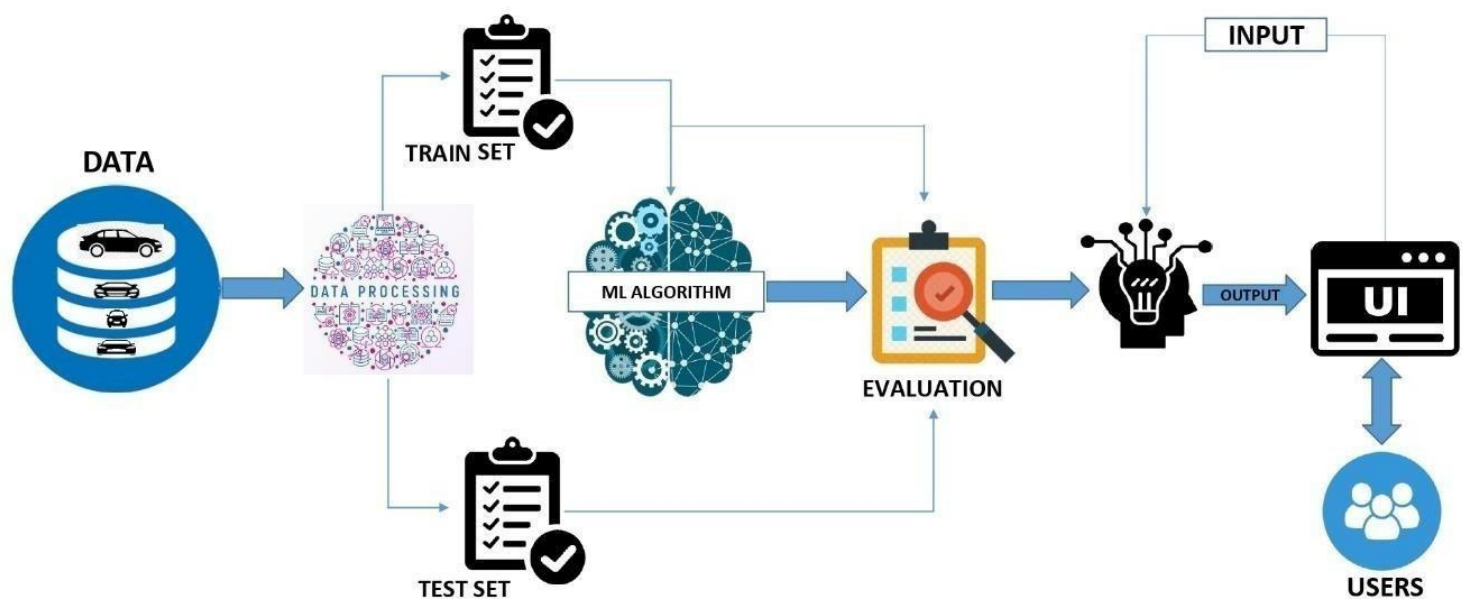 INPUT
TRAIN SET
DATA
DATA PROCESSING
ML ALGORITHM
OUTPUT
UI
EVALUATION
TEST SET
USERS